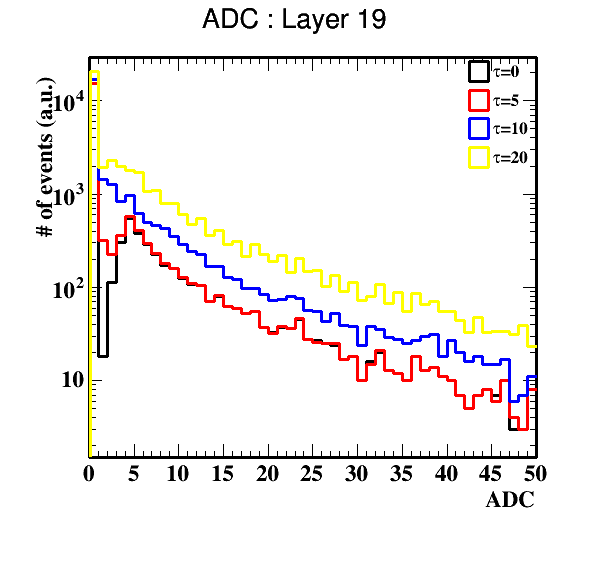 ADC : Layer 19
# of events (a.u.)
10⁴
10³
10²
10
τ=0
τ=5
τ=10
τ=20
0 5 10 15 20 25 30 35 40 45 50
ADC